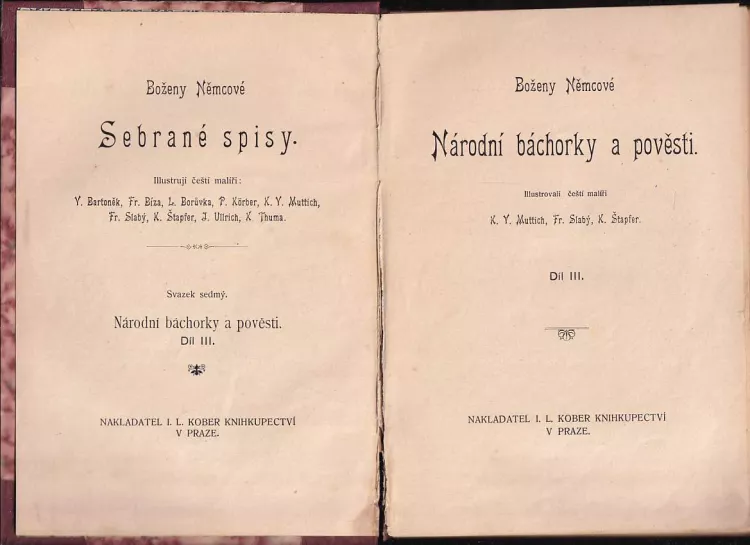 Boženy Němcové
Sebrané spisy.
Illustrují čeští malíři:
V. Bartoněk, Fr. Bíza, L. Borůvka, P. Körber, K. V. Muttich,
Fr. Slabý, K. Štapfer, J. Ullrich, K. Thuma.
Svazek sedmý.
Národní báchorky a pověsti.
Díl III.
NAKLADATEL I. L. KOBER KNIHKUPECTVÍ
V PRAZE.
Boženy Němcové
Národní báchorky a pověsti.
Illustrovali čeští malíři
K. V. Muttich, Fr. Slabý, K. Štapfer.
Díl III.
NAKLADATEL I. L. KOBER KNIHKUPECTVÍ
V PRAZE.